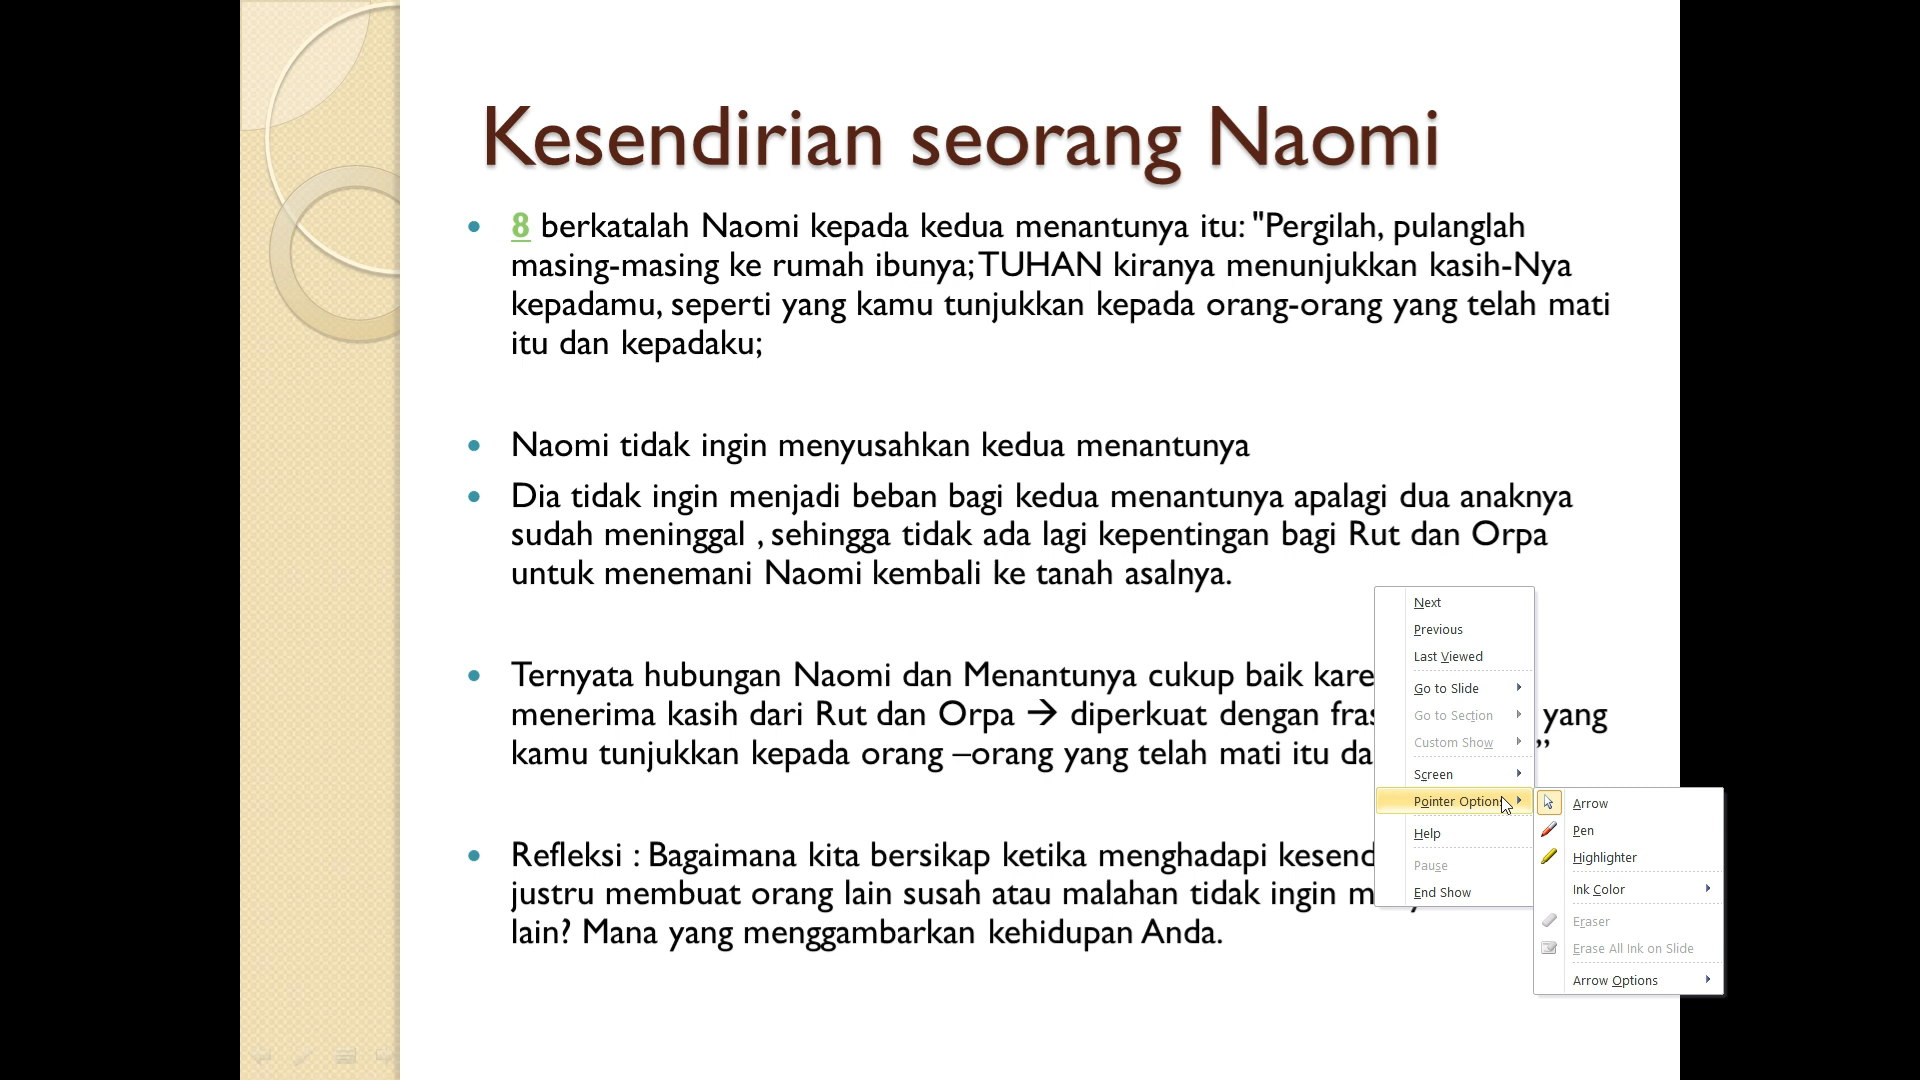 Kesendirian seorang Naomi
• 8 berkatalah Naomi kepada kedua menantunya itu: "Pergilah, pulanglah
masing-masing ke rumah ibunya; TUHAN kiranya menunjukkan kasih-Nya
kepadamu, seperti yang kamu tunjukkan kepada orang-orang yang telah mati
itu dan kepadaku;
• Naomi tidak ingin menyusahkan kedua menantunya
• Dia tidak ingin menjadi beban bagi kedua menantunya apalagi dua anaknya
sudah meninggal , sehingga tidak ada lagi kepentingan bagi Rut dan Orpa
untuk menemani Naomi kembali ke tanah asalnya.
• Ternyata hubungan Naomi dan Menantunya cukup baik
menerima kasih dari Rut dan Orpa → diperkuat dengan yang
kamu tunjukkan kepada orang –orang yang telah mati itu ”
• Refleksi : Bagaimana kita bersikap ketika menghadapi
justru membuat orang lain susah atau malahan tidak ingin
lain? Mana yang menggambarkan kehidupan Anda.
Next
Previous
Last Viewed
Go to Slide
Go to Section
Custom Show
Screen
Pointer Options
Help
Pause
End Show
Arrow
Pen
Highlighter
Ink Color
Eraser
Erase All Ink on Slide
Arrow Options